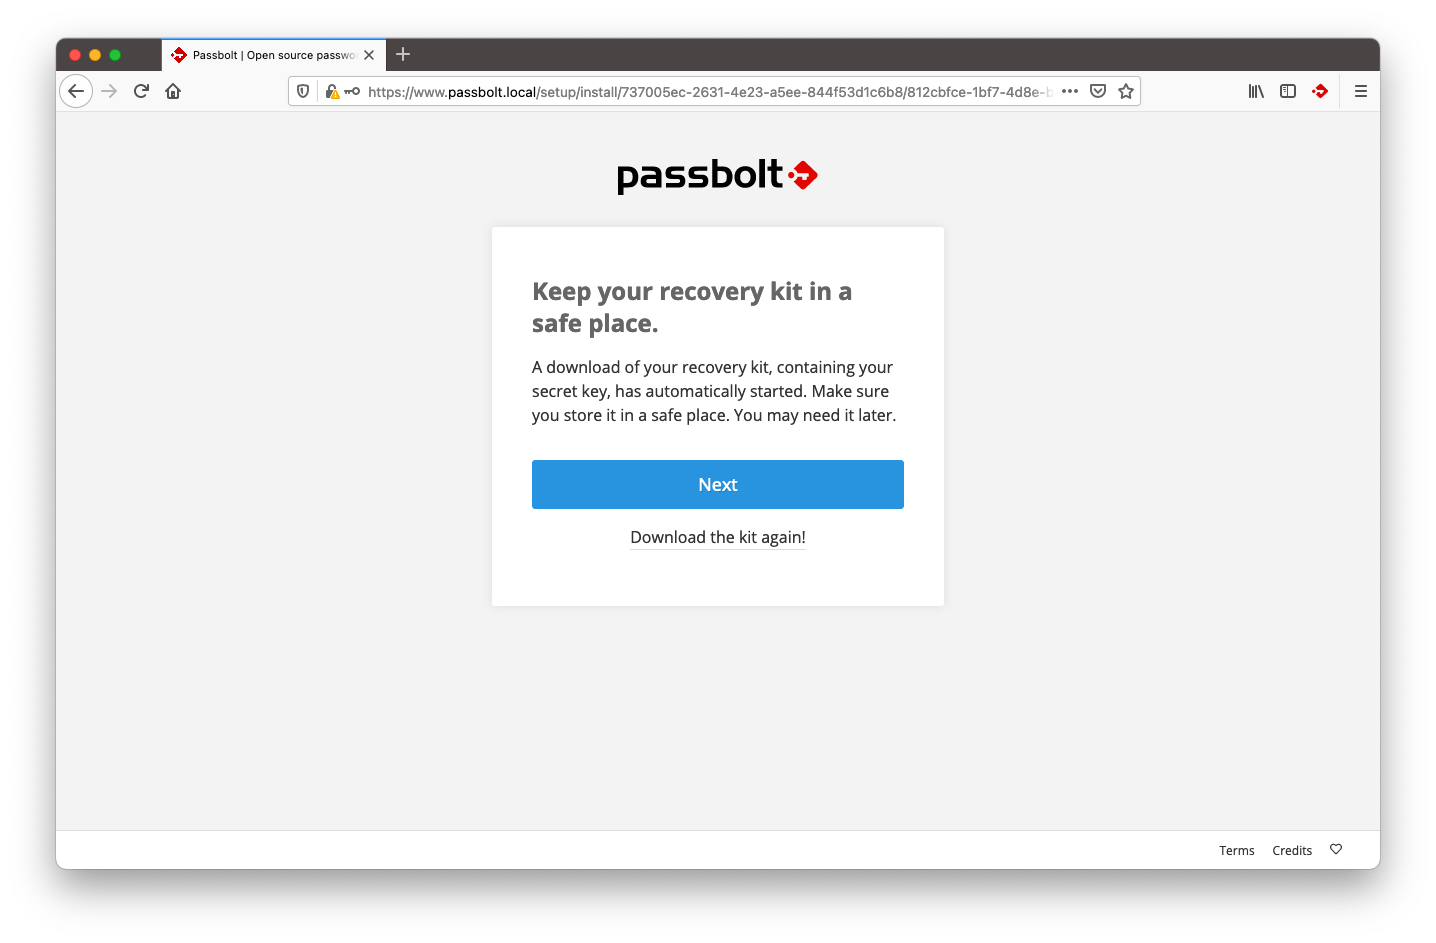 Passbolt | Open source passwo
https://www.passbolt.local/setup/install/737005ec-2631-4e23-a5ee-844f53d1c6b8/812cbfce-1bf7-4d8e-b
passbolt
Keep your recovery kit in a
safe place.
A download of your recovery kit, containing your
secret key, has automatically started. Make sure
you store it in a safe place. You may need it later.
Next
Download the kit again!
Terms Credits